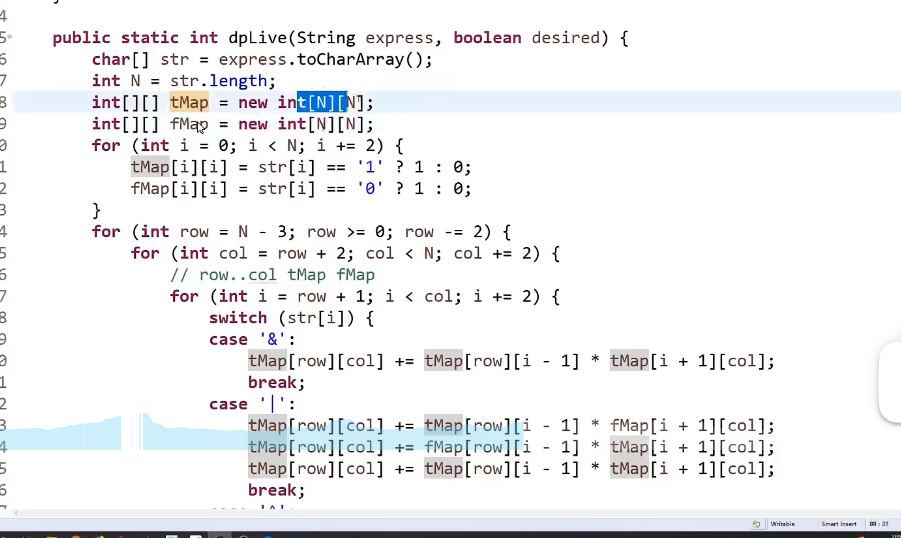 4
5 public static int dpLive(String express, boolean desired) {
6 char[] str = express.toCharArray();
7 int N = str.length;
8 int[][] tMap = new int[N][N];
9 int[][] fMap = new int[N][N];
0 for (int i = 0; i < N; i += 2) {
1 tMap[i][i] = str[i] == '1' ? 1 : 0;
2 fMap[i][i] = str[i] == '0' ? 1 : 0;
3 }
4 for (int row = N - 3; row >= 0; row -= 2) {
5 for (int col = row + 2; col < N; col += 2) {
6 // row..col tMap fMap
7 for (int i = row + 1; i < col; i += 2) {
8 switch (str[i]) {
9 case '&':
0 tMap[row][col] += tMap[row][i - 1] * tMap[i + 1][col];
1 break;
2 case '|':
3 tMap[row][col] += tMap[row][i - 1] * fMap[i + 1][col];
4 tMap[row][col] += fMap[row][i - 1] * tMap[i + 1][col];
5 tMap[row][col] += tMap[row][i - 1] * tMap[i + 1][col];
6 break;
Writable Smart Insert 89 : 27